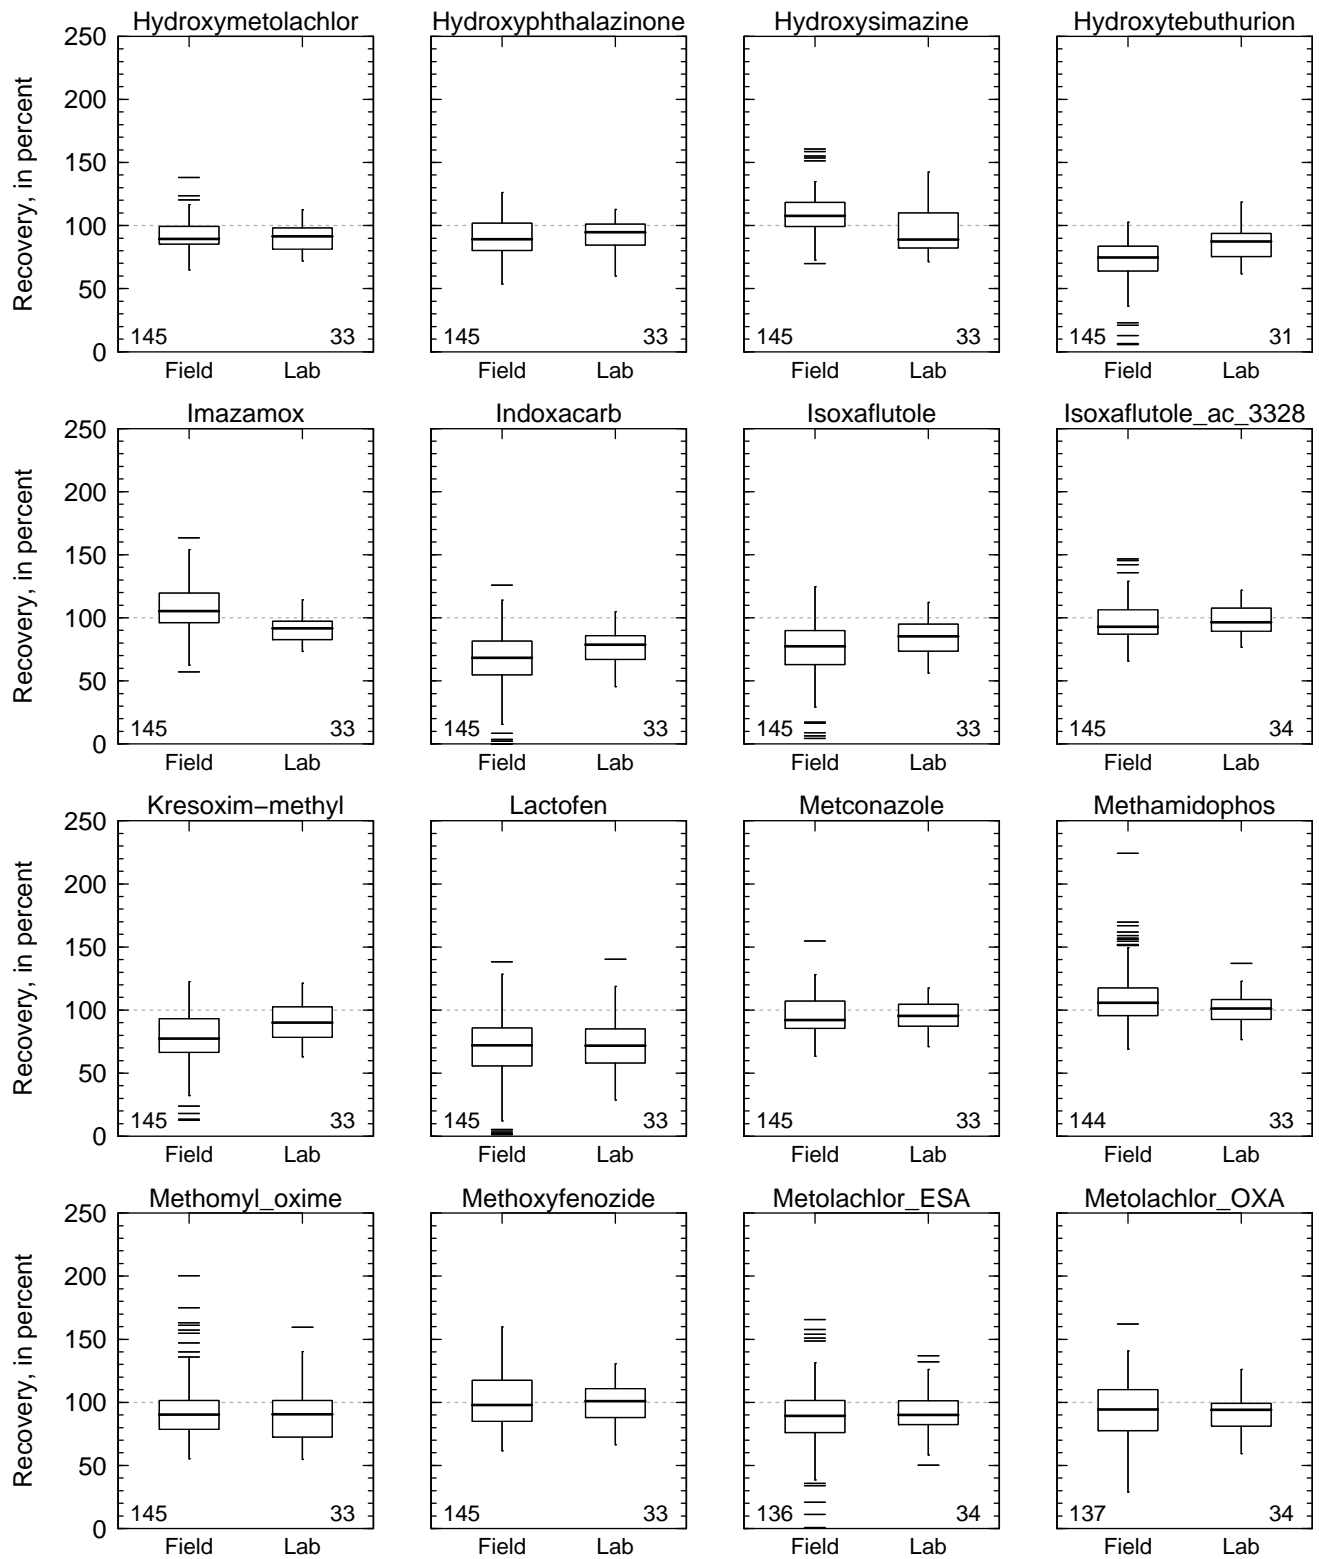 Hydroxymetolachlor Hydroxyphthalazinone Hydroxysimazine Hydroxytebuthurion
250
200
150
100
50
0
Recovery, in percent
145 33 145 33 145 33 145 31
Field Lab Field Lab Field Lab Field Lab
Imazamox Indoxacarb Isoxaflutole Isoxaflutole_ac_3328
250
200
150
100
50
0
Recovery, in percent
145 33 145 33 145 33 145 34
Field Lab Field Lab Field Lab Field Lab
Kresoxim−methyl Lactofen Metconazole Methamidophos
250
200
150
100
50
0
Recovery, in percent
145 33 145 33 145 33 144 33
Field Lab Field Lab Field Lab Field Lab
Methomyl_oxime Methoxyfenozide Metolachlor_ESA Metolachlor_OXA
250
200
150
100
50
0
Recovery, in percent
145 33 145 33 136 34 137 34
Field Lab Field Lab Field Lab Field Lab